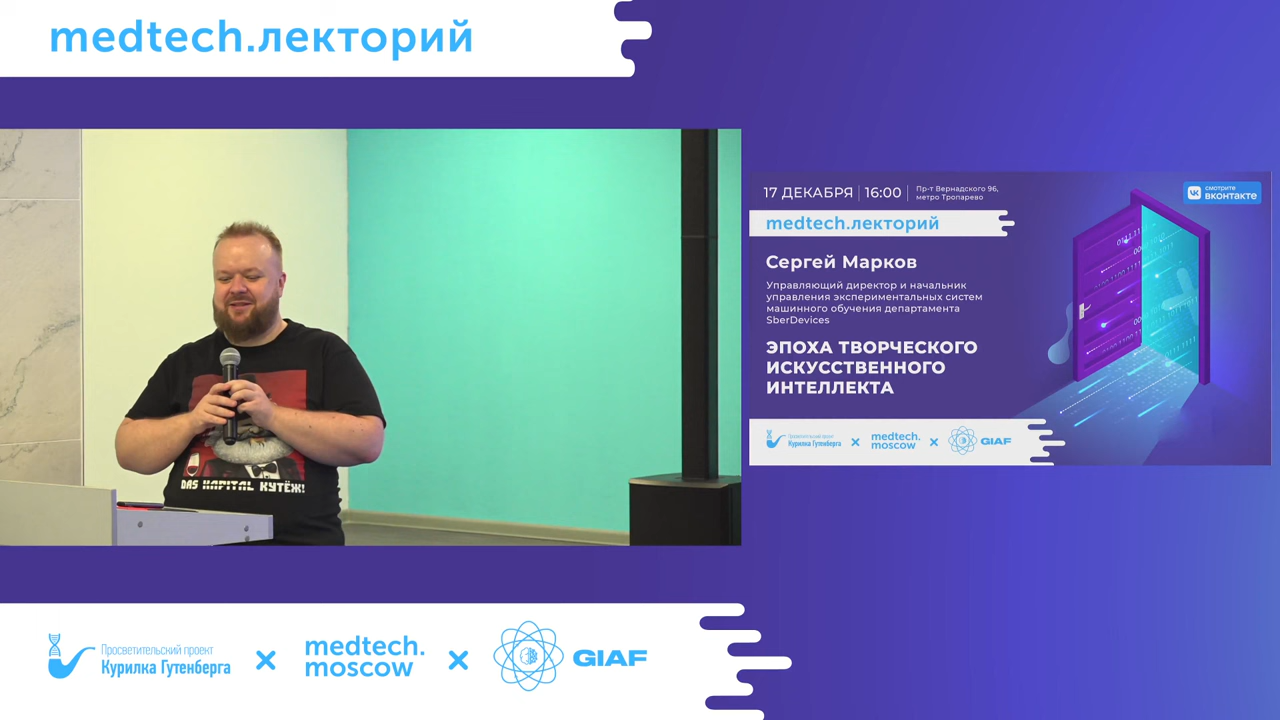 medtech.лекторий
DAS KAPITAL КУТЁЖ!
17 ДЕКАБРЯ
16:00
Пр-т Вернадского 96,
метро Тропарево
смотрите
вконтакте
medtech.лекторий
Сергей Марков
Управляющий директор и начальник
управления экспериментальных систем
машинного обучения департамента
SberDevices
ЭПОХА ТВОРЧЕСКОГО
ИСКУССТВЕННОГО
ИНТЕЛЛЕКТА
Просветительский проект
Курилка Гутенберга
×
medtech.
moscow
×
GIAF
Просветительский проект
Курилка Гутенберга
×
medtech.
moscow
×
GIAF